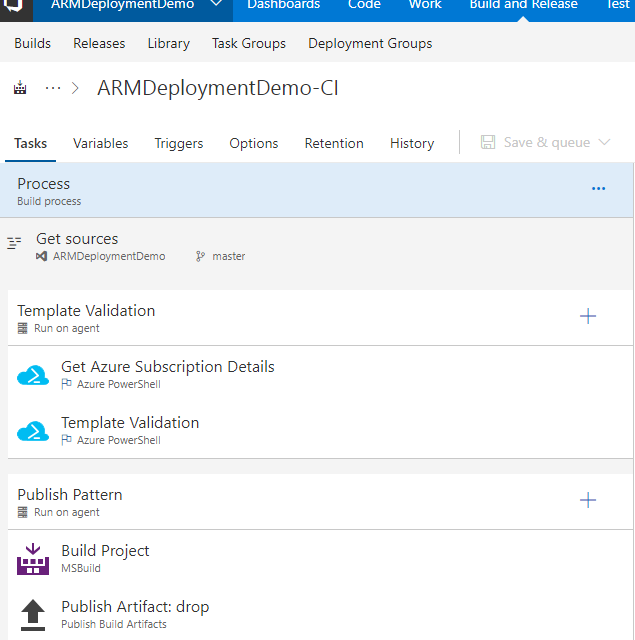 ARMDeploymentDemo Dashboards Code Work Build and Release Test
Builds Releases Library Task Groups Deployment Groups
... > ARMDeploymentDemo-CI
Tasks Variables Triggers Options Retention History Save & queue
Process
Build process
Get sources
ARMDeploymentDemo master
Template Validation
Run on agent
Get Azure Subscription Details
Azure PowerShell
Template Validation
Azure PowerShell
Publish Pattern
Run on agent
Build Project
MSBuild
Publish Artifact: drop
Publish Build Artifacts